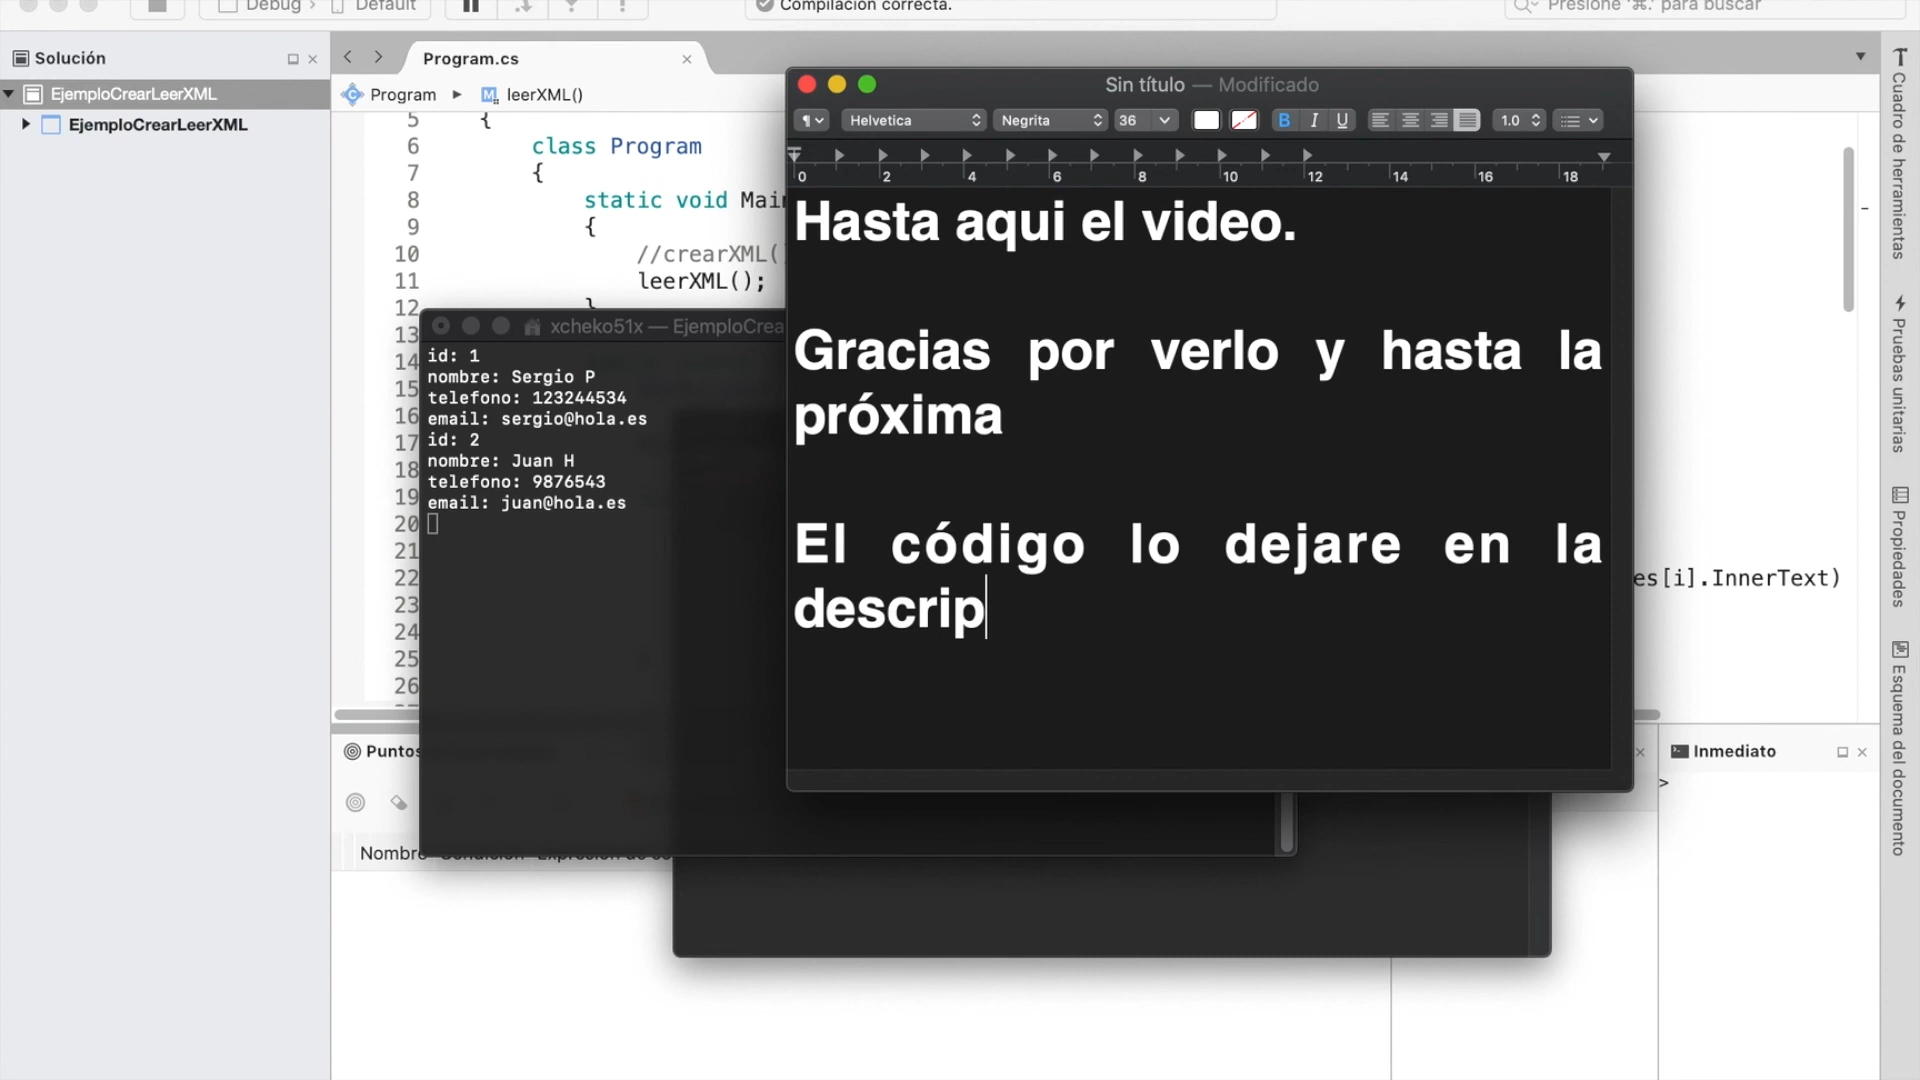 Debug
Default
Compilación correcta.
Presione '⌘.' para buscar
Solución
EjemploCrearLeerXML
EjemploCrearLeerXML
Program.cs
Program
leerXML()
5 {
6 class Program
7 {
8 static void Main
9 {
10 //crearXML()
11 leerXML();
12 }
13
14
15
16
17
18
19
20
21
22 es[i].InnerText)
23
24
25
26
xcheko51x — EjemploCrea
id: 1
nombre: Sergio P
telefono: 123244534
email: sergio@hola.es
id: 2
nombre: Juan H
telefono: 9876543
email: juan@hola.es
Sin título — Modificado
Helvetica
Negrita
36
B I U
1.0
0 2 4 6 8 10 12 14 16 18
Hasta aqui el video.
Gracias por verlo y hasta la
próxima
El código lo dejare en la
descrip
Puntos
Nombre
Inmediato
>
Cuadro de herramientas
Pruebas unitarias
Propiedades
Esquema del documento